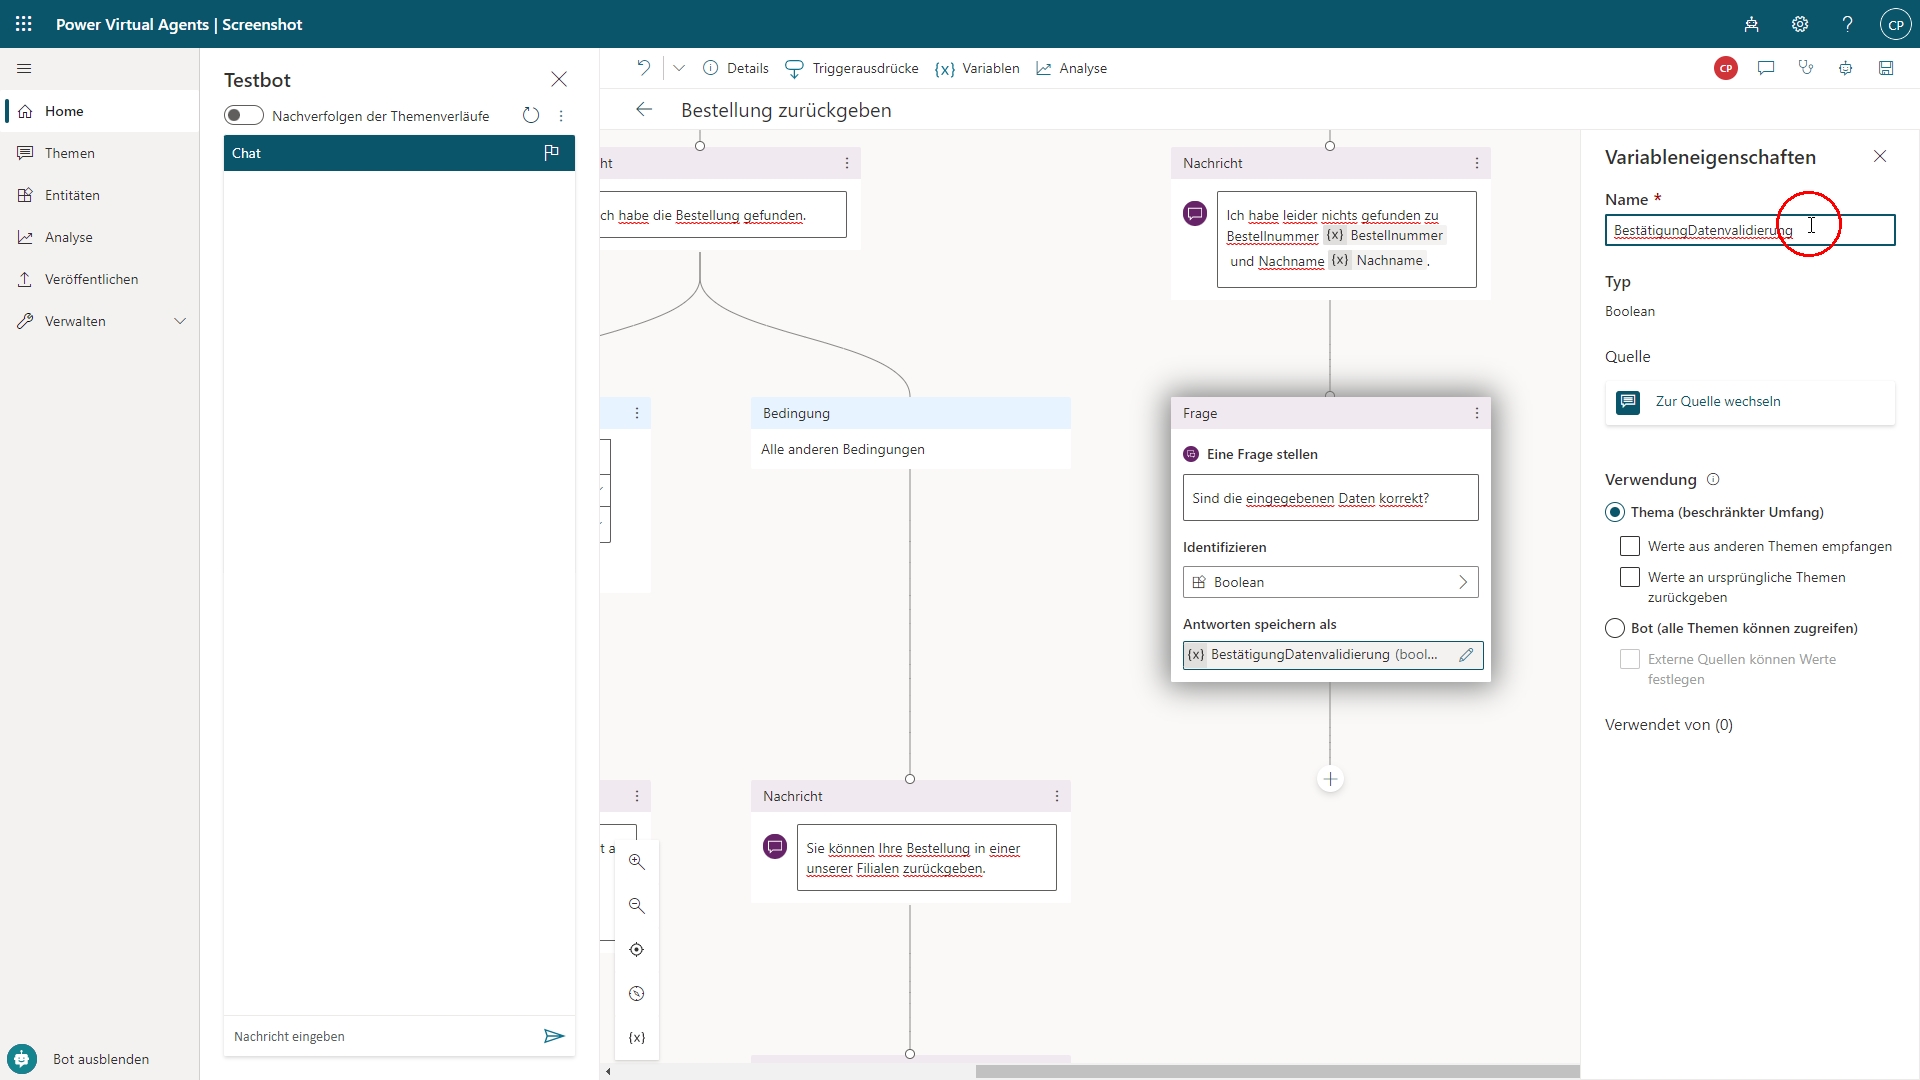 Power Virtual Agents | Screenshot
CP
Home
Themen
Entitäten
Analyse
Veröffentlichen
Verwalten
Bot ausblenden
Testbot
Nachverfolgen der Themenverläufe
Chat
Nachricht eingeben
Details
Triggerausdrücke
{x} Variablen
Analyse
CP
Bestellung zurückgeben
ht
ch habe die Bestellung gefunden.
Bedingung
Alle anderen Bedingungen
Nachricht
Sie können Ihre Bestellung in einer
unserer Filialen zurückgeben.
t a
{x}
Nachricht
Ich habe leider nichts gefunden zu
Bestellnummer {x} Bestellnummer
und Nachname {x} Nachname .
Frage
Eine Frage stellen
Sind die eingegebenen Daten korrekt?
Identifizieren
Boolean
Antworten speichern als
{x} BestätigungDatenvalidierung (bool...
Variableneigenschaften
Name *
BestätigungDatenvalidierung
Typ
Boolean
Quelle
Zur Quelle wechseln
Verwendung
Thema (beschränkter Umfang)
Werte aus anderen Themen empfangen
Werte an ursprüngliche Themen
zurückgeben
Bot (alle Themen können zugreifen)
Externe Quellen können Werte
festlegen
Verwendet von (0)